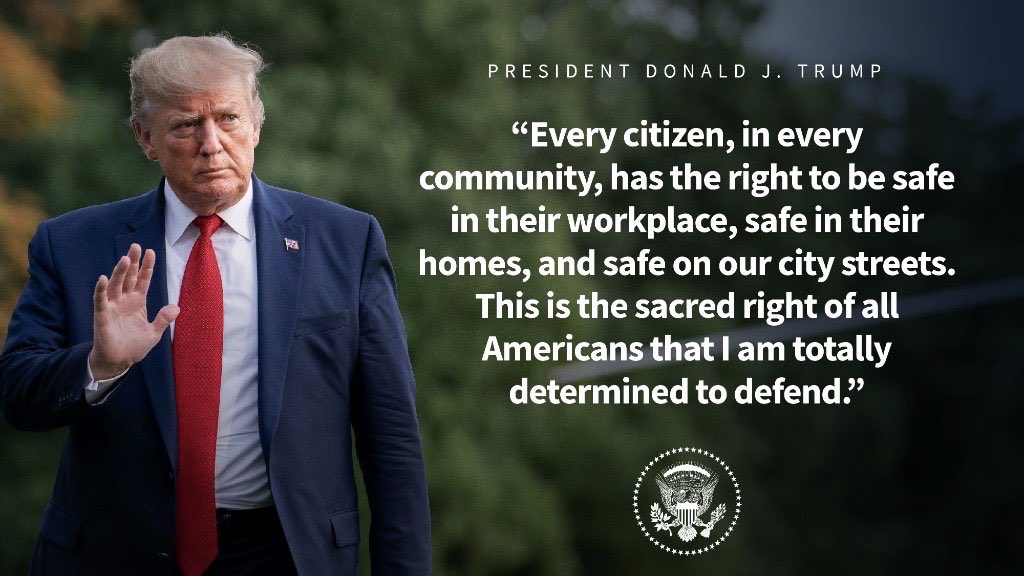 PRESIDENT DONALD J. TRUMP
“Every citizen, in every
community, has the right to be safe
in their workplace, safe in their
homes, and safe on our city streets.
This is the sacred right of all
Americans that I am totally
determined to defend.”